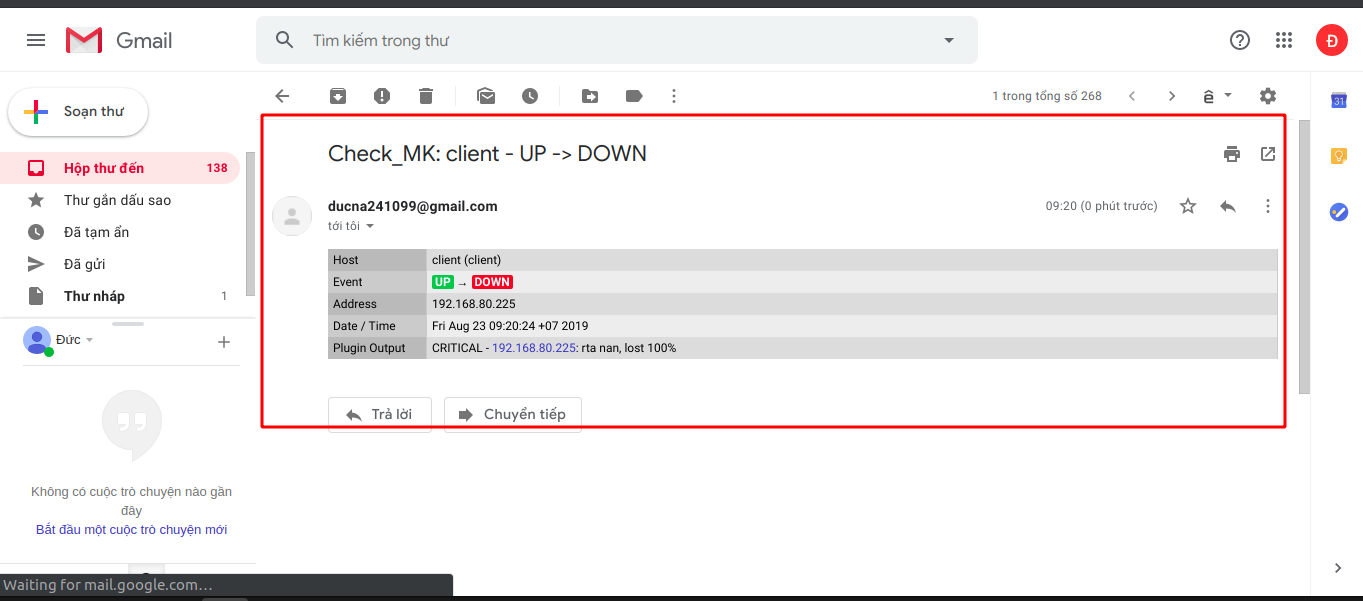 Gmail
Tìm kiếm trong thư
Đ
Soạn thư
1 trong tổng số 268
ê
31
Hộp thư đến 138
Thư gắn dấu sao
Đã tạm ẩn
Đã gửi
Thư nháp 1
Đức
Không có cuộc trò chuyện nào gần
đây
Bắt đầu một cuộc trò chuyện mới
Check_MK: client - UP -> DOWN
ducna241099@gmail.com
09:20 (0 phút trước)
tới tôi
Host client (client)
Event UP → DOWN
Address 192.168.80.225
Date / Time Fri Aug 23 09:20:24 +07 2019
Plugin Output CRITICAL - 192.168.80.225: rta nan, lost 100%
Trả lời
Chuyển tiếp
Waiting for mail.google.com…